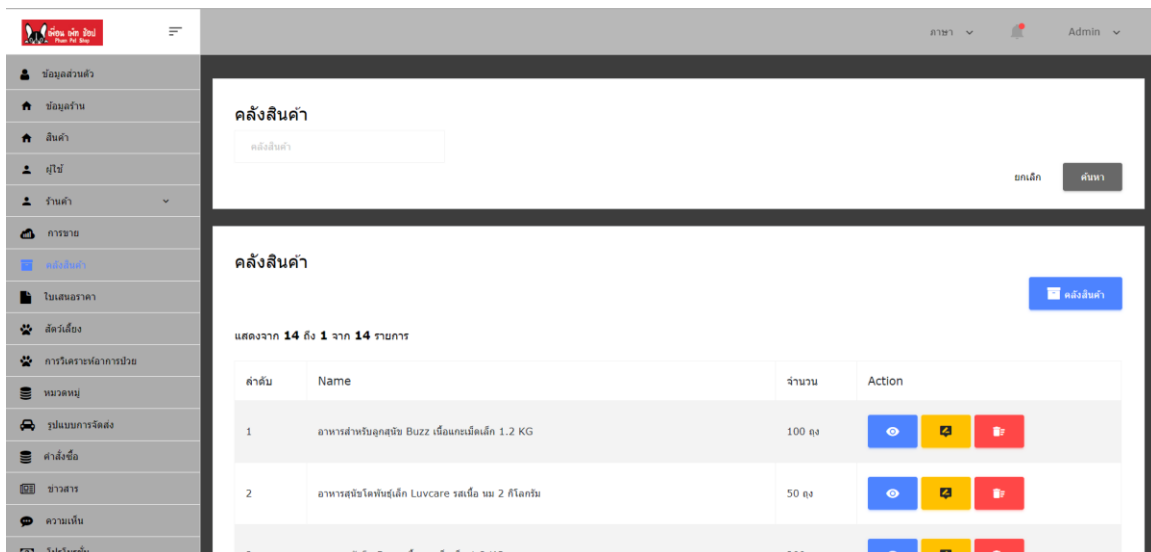 เพื่อน พัก ช้อป
Phuen Pet Shop
ภาษา
Admin
ข้อมูลส่วนตัว
ข้อมูลร้าน
สินค้า
ผู้ใช้
ร้านค้า
การขาย
คลังสินค้า
ใบเสนอราคา
สัตว์เลี้ยง
การวิเคราะห์อาการป่วย
หมวดหมู่
รูปแบบการจัดส่ง
คำสั่งซื้อ
ข่าวสาร
ความเห็น
โปรโมชั่น
คลังสินค้า
คลังสินค้า
ยกเลิก
ค้นหา
คลังสินค้า
คลังสินค้า
แสดงจาก 14 ถึง 1 จาก 14 รายการ
ลำดับ Name จำนวน Action
1 อาหารสำหรับลูกสุนัข Buzz เนื้อแกะเม็ดเล็ก 1.2 KG 100 ถุง
2 อาหารสุนัขโตพันธุ์เล็ก Luvcare รสเนื้อ นม 2 กิโลกรัม 50 ถุง